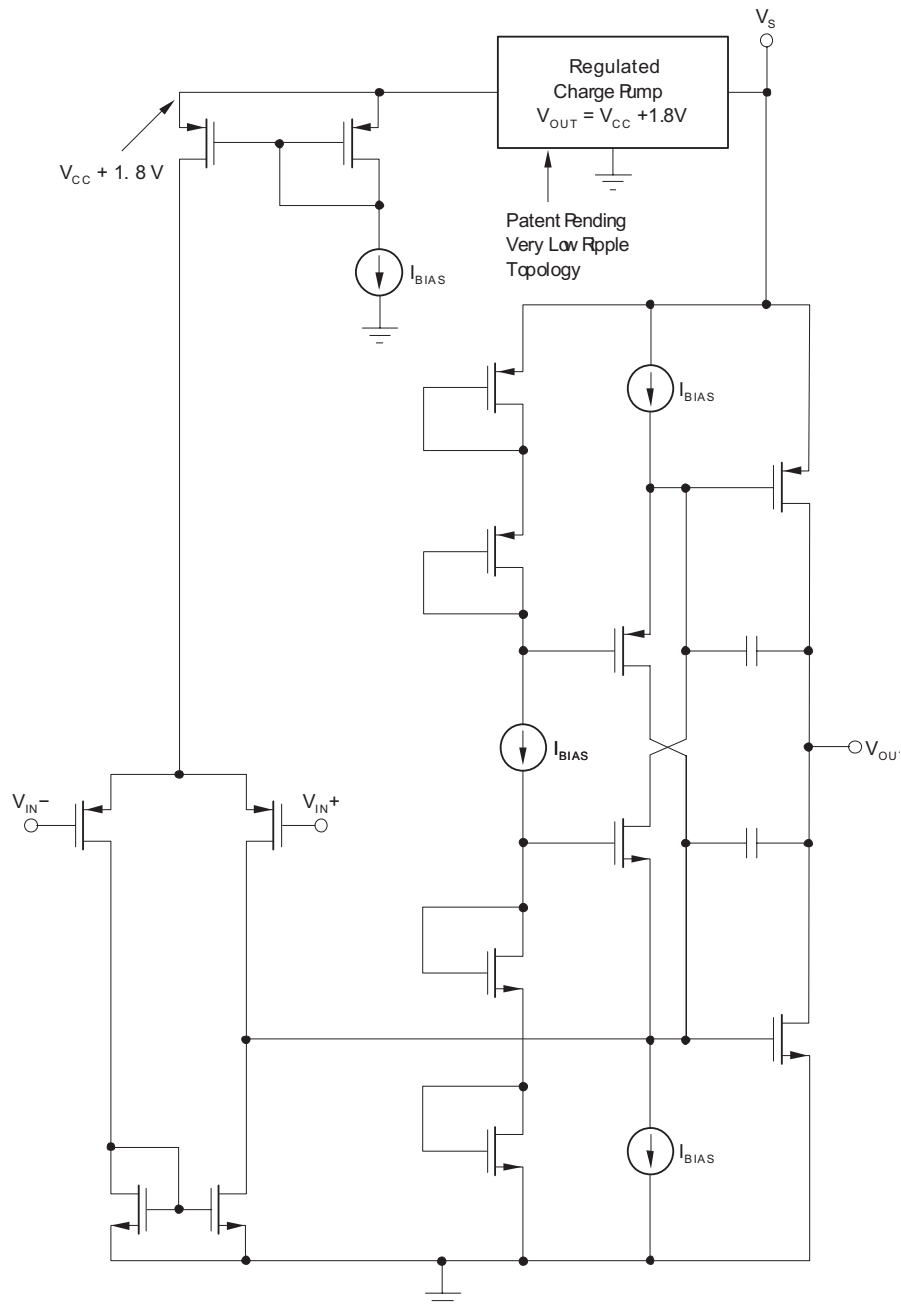 V_S
Regulated
Charge Pump
V_OUT = V_CC +1.8V
V_CC + 1. 8 V
Patent Pending
Very Low Ripple
Topology
I_BIAS
I_BIAS
I_BIAS
V_OUT
V_IN−
V_IN+
I_BIAS